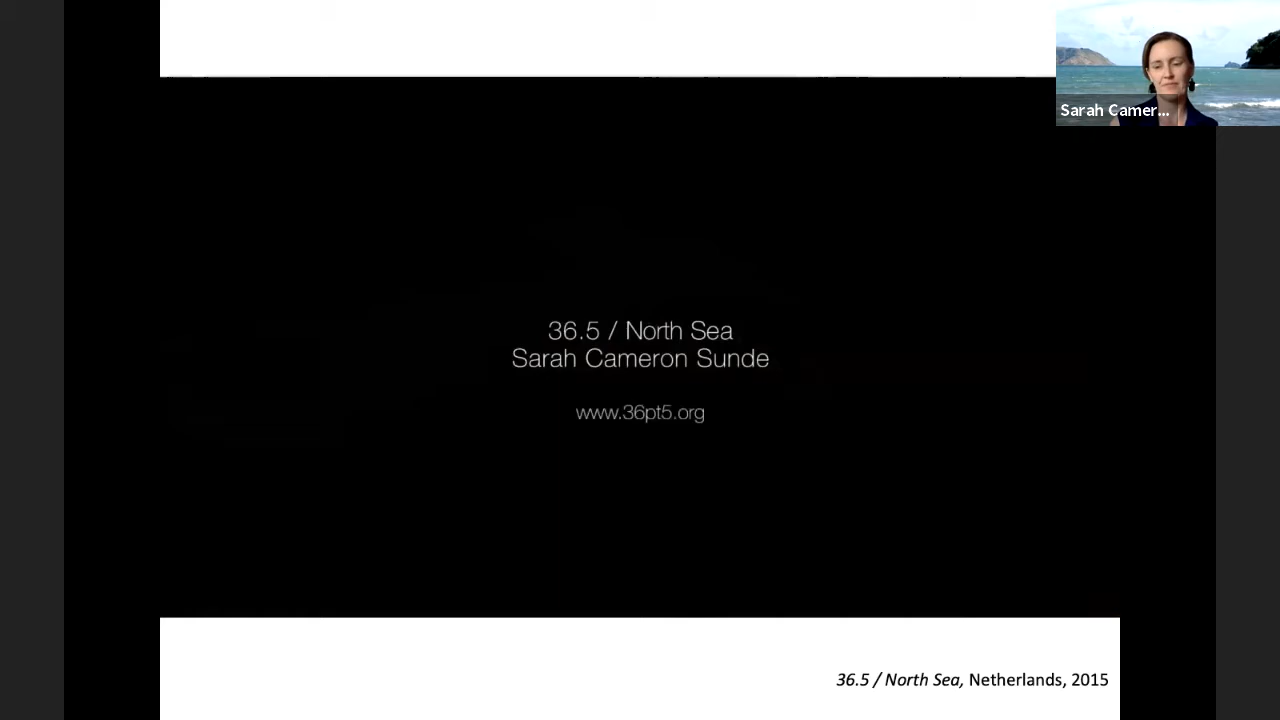 Sarah Camer...
36.5 / North Sea
Sarah Cameron Sunde
www.36pt5.org
36.5 / North Sea, Netherlands, 2015